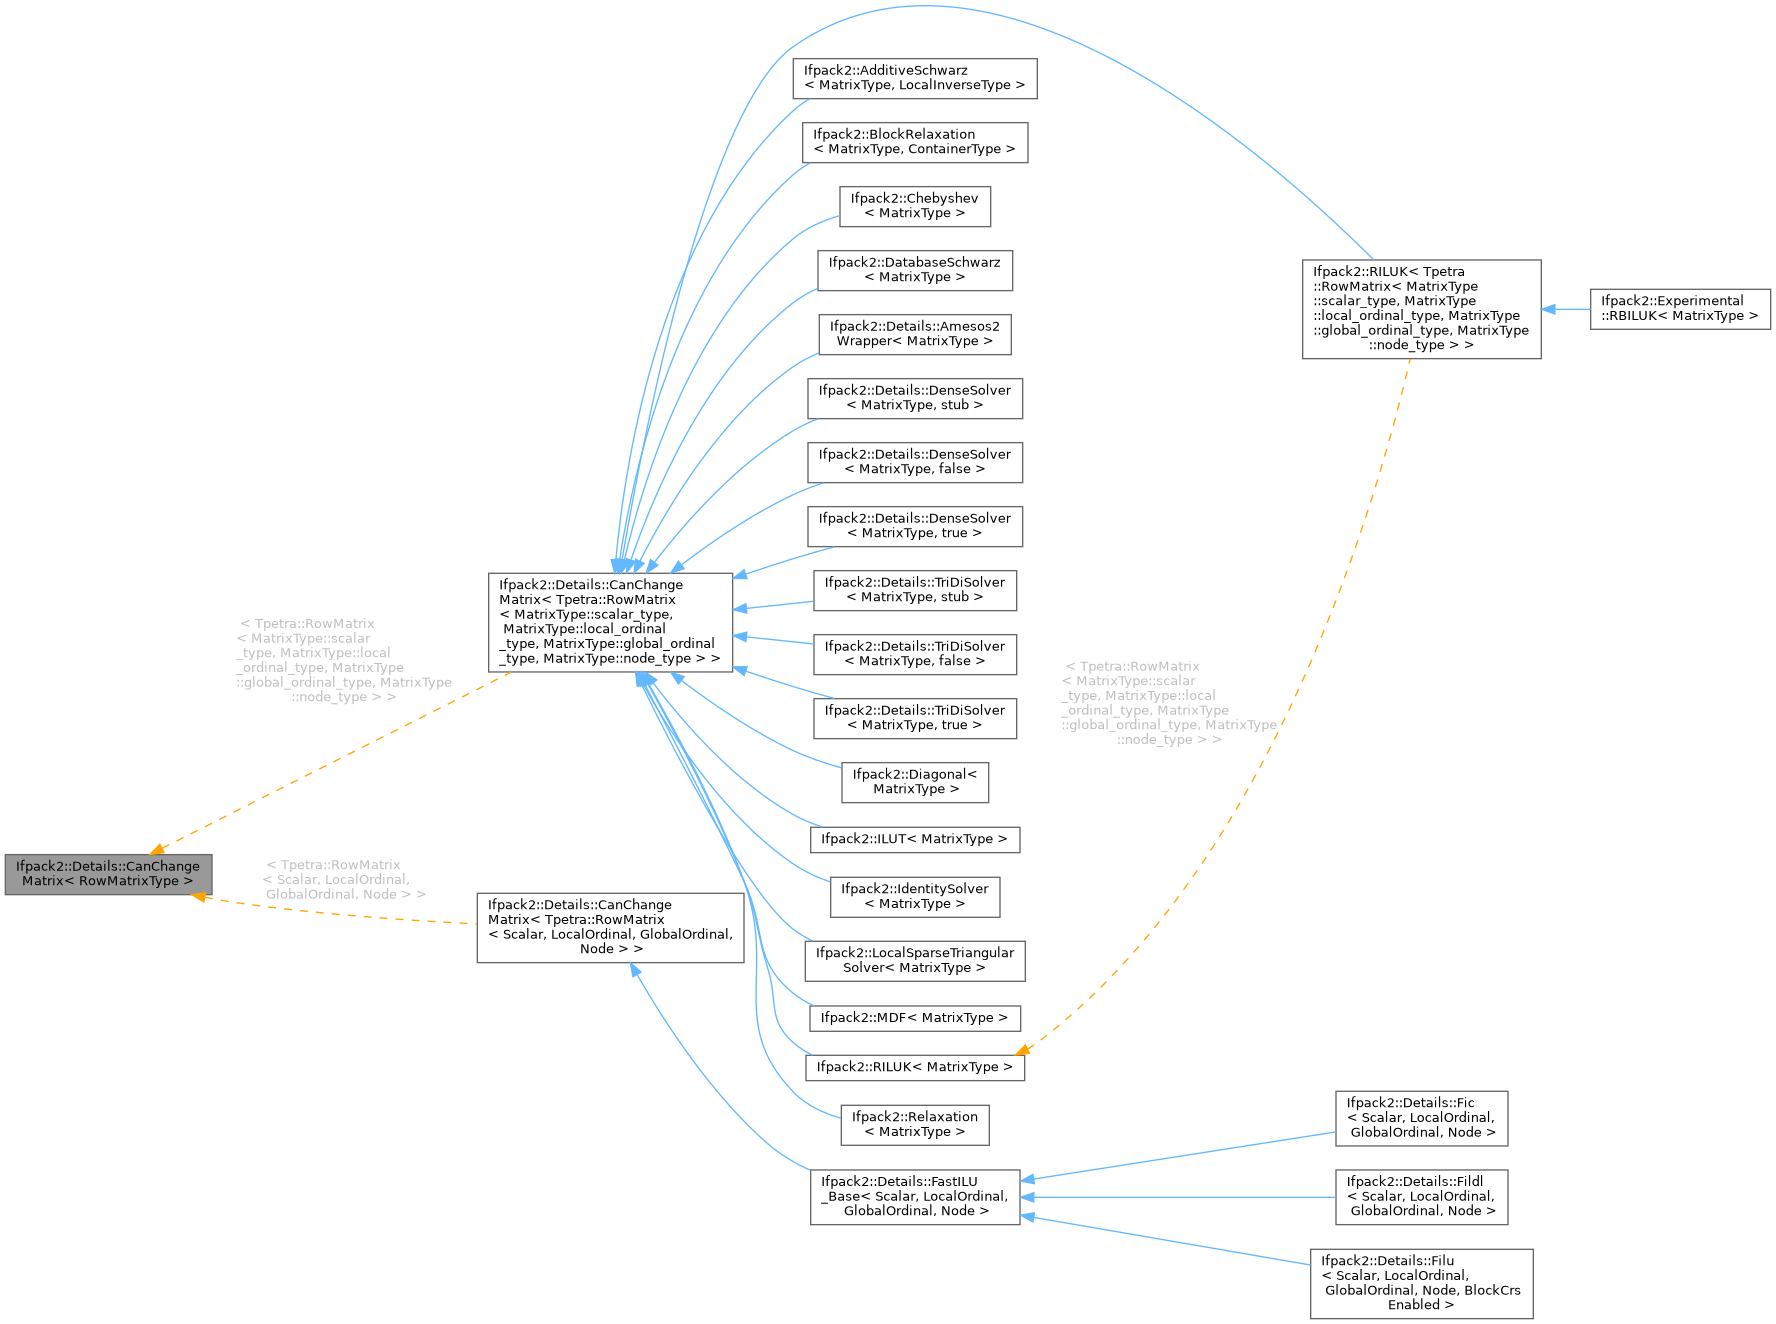 Ifpack2::Details::CanChange
Matrix< RowMatrixType >
< Tpetra::RowMatrix
< MatrixType::scalar
_type, MatrixType::local
_ordinal_type, MatrixType
::global_ordinal_type, MatrixType
::node_type > >
< Tpetra::RowMatrix
< Scalar, LocalOrdinal,
GlobalOrdinal, Node > >
Ifpack2::Details::CanChange
Matrix< Tpetra::RowMatrix
< MatrixType::scalar_type,
MatrixType::local_ordinal
_type, MatrixType::global_ordinal
_type, MatrixType::node_type > >
Ifpack2::Details::CanChange
Matrix< Tpetra::RowMatrix
< Scalar, LocalOrdinal, GlobalOrdinal,
Node > >
Ifpack2::AdditiveSchwarz
< MatrixType, LocalInverseType >
Ifpack2::BlockRelaxation
< MatrixType, ContainerType >
Ifpack2::Chebyshev
< MatrixType >
Ifpack2::DatabaseSchwarz
< MatrixType >
Ifpack2::Details::Amesos2
Wrapper< MatrixType >
Ifpack2::Details::DenseSolver
< MatrixType, stub >
Ifpack2::Details::DenseSolver
< MatrixType, false >
Ifpack2::Details::DenseSolver
< MatrixType, true >
Ifpack2::Details::TriDiSolver
< MatrixType, stub >
Ifpack2::Details::TriDiSolver
< MatrixType, false >
Ifpack2::Details::TriDiSolver
< MatrixType, true >
Ifpack2::Diagonal<
MatrixType >
Ifpack2::ILUT< MatrixType >
Ifpack2::IdentitySolver
< MatrixType >
Ifpack2::LocalSparseTriangular
Solver< MatrixType >
Ifpack2::MDF< MatrixType >
Ifpack2::RILUK< MatrixType >
Ifpack2::Relaxation
< MatrixType >
Ifpack2::Details::FastILU
_Base< Scalar, LocalOrdinal,
GlobalOrdinal, Node >
< Tpetra::RowMatrix
< MatrixType::scalar
_type, MatrixType::local
_ordinal_type, MatrixType
::global_ordinal_type, MatrixType
::node_type > >
Ifpack2::RILUK< Tpetra
::RowMatrix< MatrixType
::scalar_type, MatrixType
::local_ordinal_type, MatrixType
::global_ordinal_type, MatrixType
::node_type > >
Ifpack2::Experimental
::RBILUK< MatrixType >
Ifpack2::Details::Fic
< Scalar, LocalOrdinal,
GlobalOrdinal, Node >
Ifpack2::Details::Fildl
< Scalar, LocalOrdinal,
GlobalOrdinal, Node >
Ifpack2::Details::Filu
< Scalar, LocalOrdinal,
GlobalOrdinal, Node, BlockCrs
Enabled >